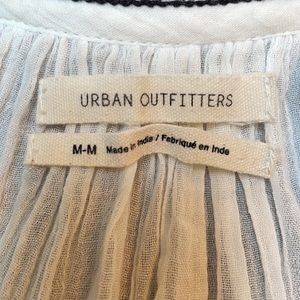 URBAN OUTFITTERS
M-M Made in India / Fabriqué en Inde